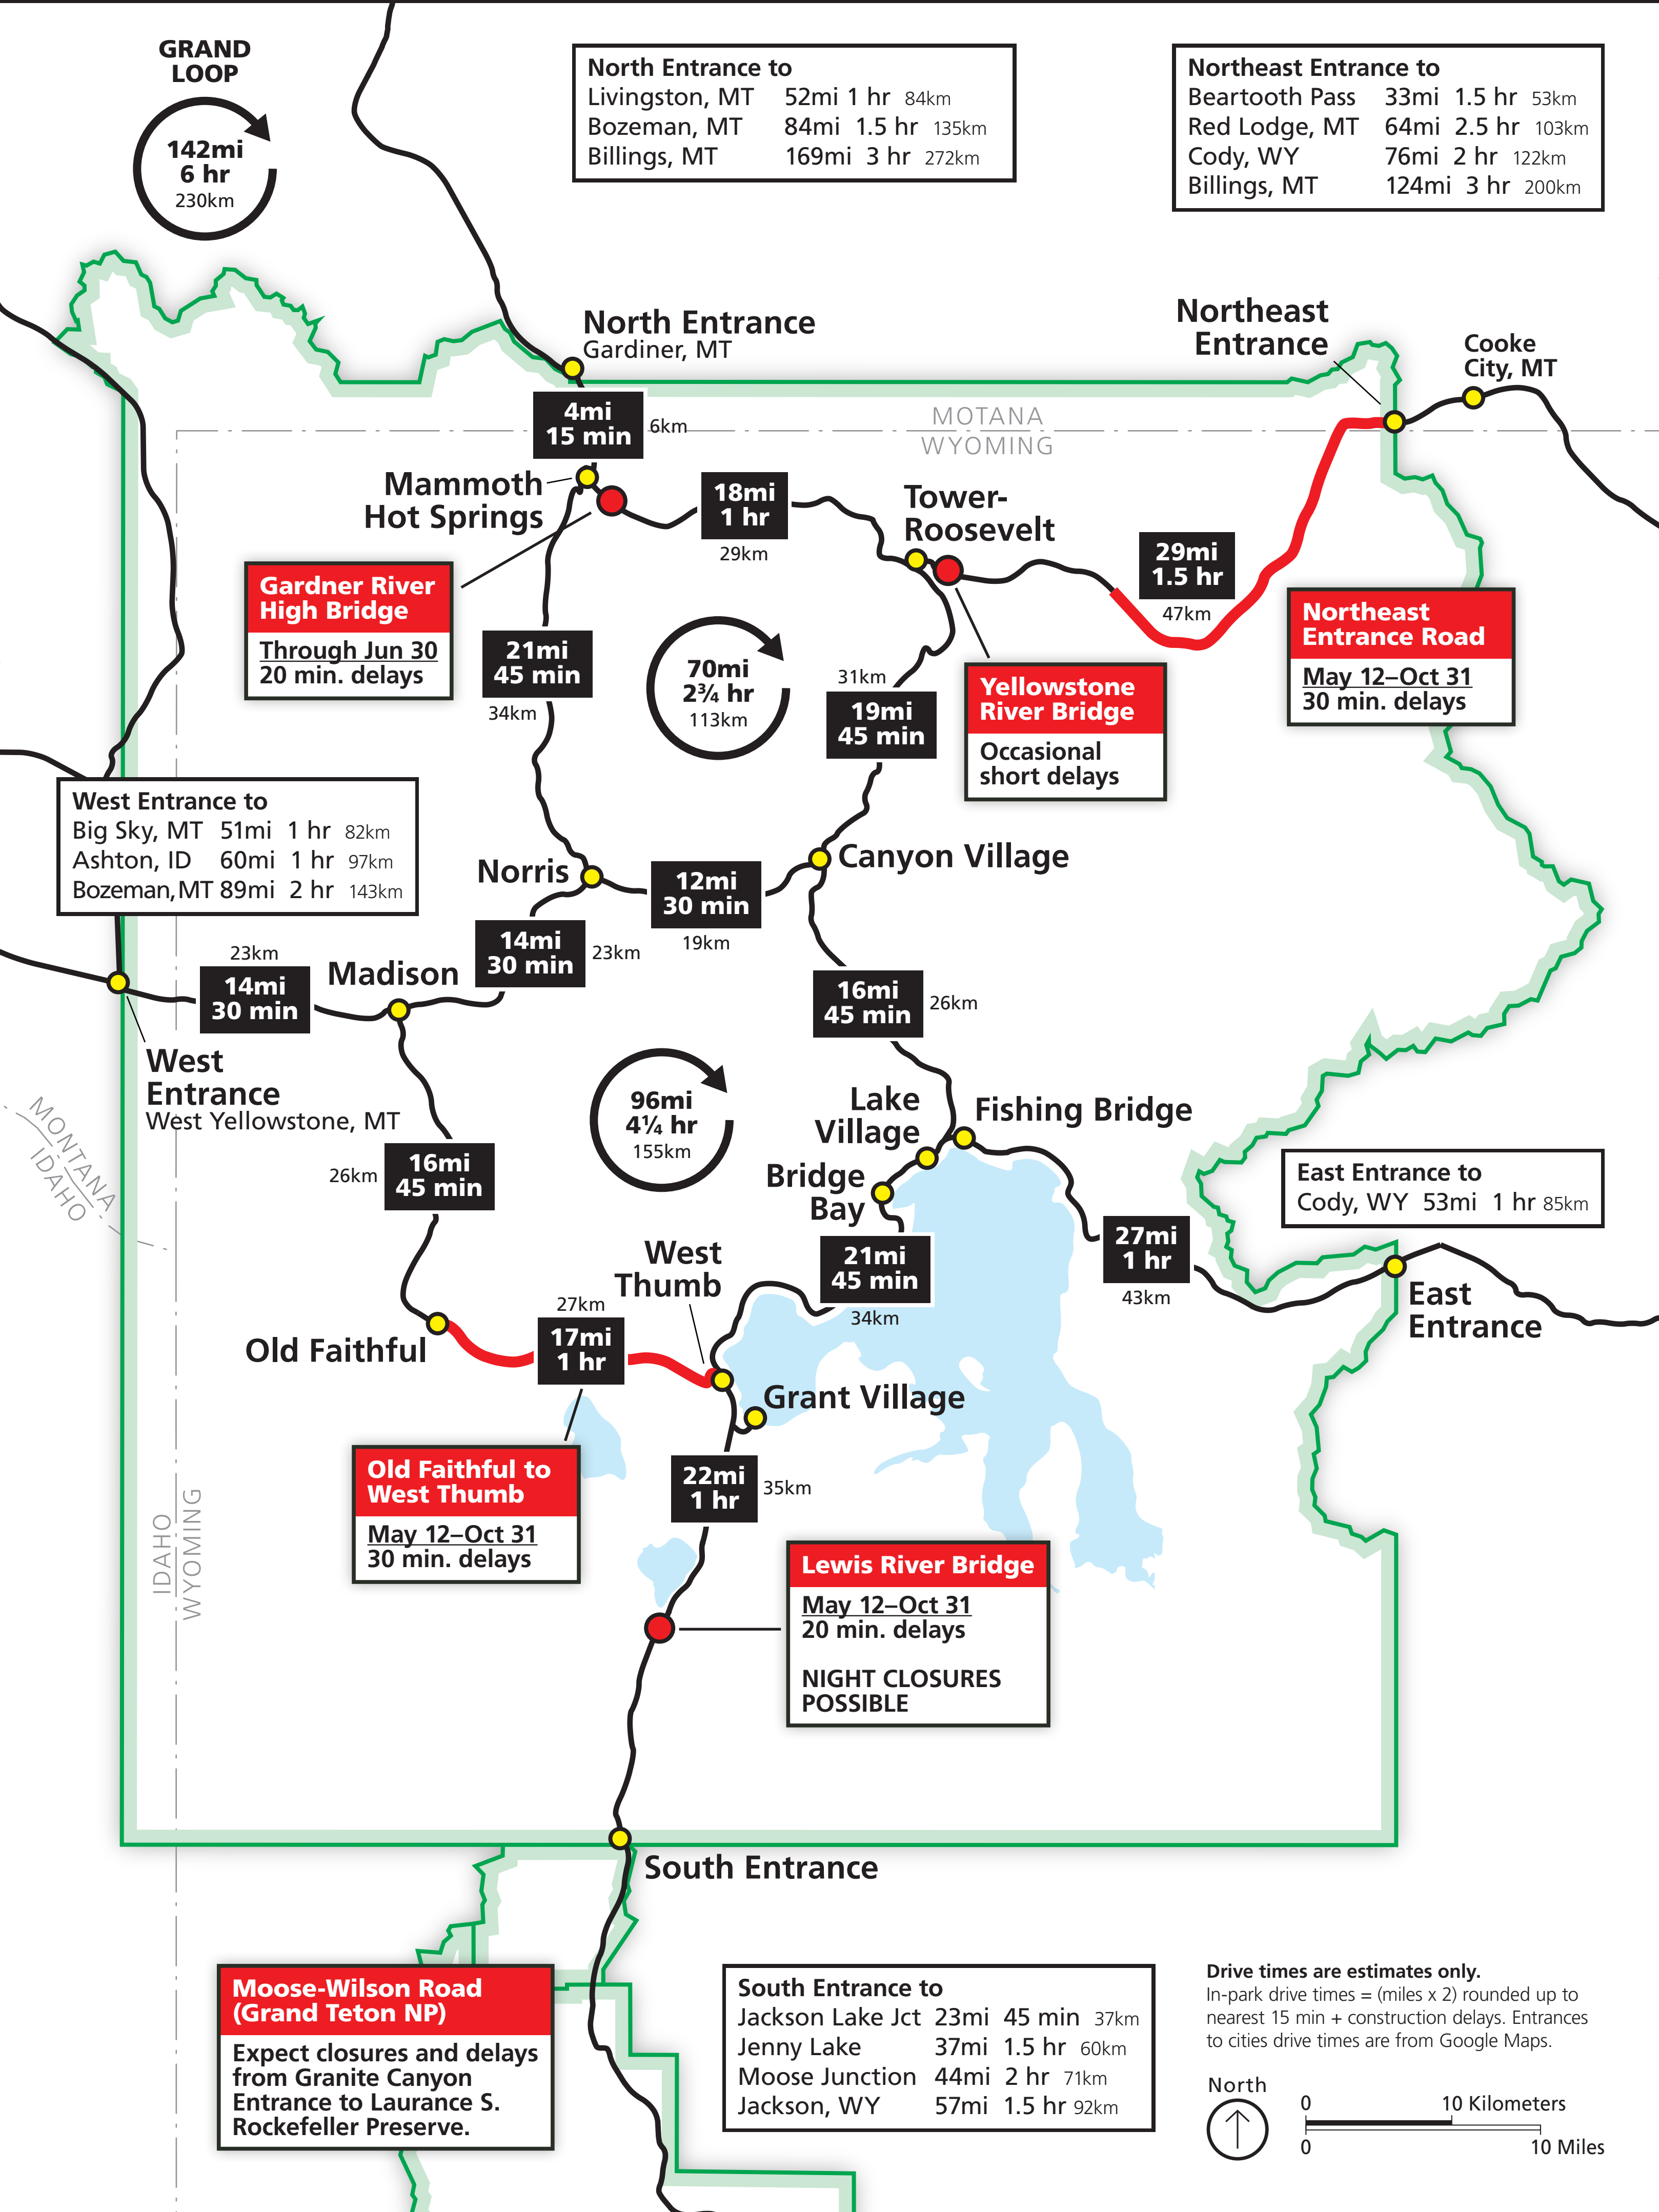 GRAND
LOOP
142mi
6 hr
230km
North Entrance to
Livingston, MT 52mi 1 hr 84km
Bozeman, MT 84mi 1.5 hr 135km
Billings, MT 169mi 3 hr 272km
Northeast Entrance to
Beartooth Pass 33mi 1.5 hr 53km
Red Lodge, MT 64mi 2.5 hr 103km
Cody, WY 76mi 2 hr 122km
Billings, MT 124mi 3 hr 200km
North Entrance
Gardiner, MT
Northeast
Entrance
Cooke
City, MT
4mi
15 min
6km
MOTANA
WYOMING
Mammoth
Hot Springs
18mi
1 hr
29km
Tower-
Roosevelt
29mi
1.5 hr
47km
Gardner River
High Bridge
Through Jun 30
20 min. delays
21mi
45 min
34km
70mi
2¾ hr
113km
31km
19mi
45 min
Yellowstone
River Bridge
Occasional
short delays
Northeast
Entrance Road
May 12–Oct 31
30 min. delays
West Entrance to
Big Sky, MT 51mi 1 hr 82km
Ashton, ID 60mi 1 hr 97km
Bozeman, MT 89mi 2 hr 143km
Norris
12mi
30 min
19km
Canyon Village
14mi
30 min
23km
23km
14mi
30 min
Madison
16mi
45 min
26km
West
Entrance
West Yellowstone, MT
MONTANA
IDAHO
96mi
4¼ hr
155km
Lake
Village
Fishing Bridge
Bridge
Bay
26km
16mi
45 min
East Entrance to
Cody, WY 53mi 1 hr 85km
27mi
1 hr
43km
21mi
45 min
34km
West
Thumb
East
Entrance
Old Faithful
27km
17mi
1 hr
Grant Village
Old Faithful to
West Thumb
May 12–Oct 31
30 min. delays
22mi
1 hr
35km
IDAHO
WYOMING
Lewis River Bridge
May 12–Oct 31
20 min. delays
NIGHT CLOSURES
POSSIBLE
South Entrance
Moose-Wilson Road
(Grand Teton NP)
Expect closures and delays
from Granite Canyon
Entrance to Laurance S.
Rockefeller Preserve.
South Entrance to
Jackson Lake Jct 23mi 45 min 37km
Jenny Lake 37mi 1.5 hr 60km
Moose Junction 44mi 2 hr 71km
Jackson, WY 57mi 1.5 hr 92km
Drive times are estimates only.
In-park drive times = (miles x 2) rounded up to
nearest 15 min + construction delays. Entrances
to cities drive times are from Google Maps.
North
0 10 Kilometers
0 10 Miles